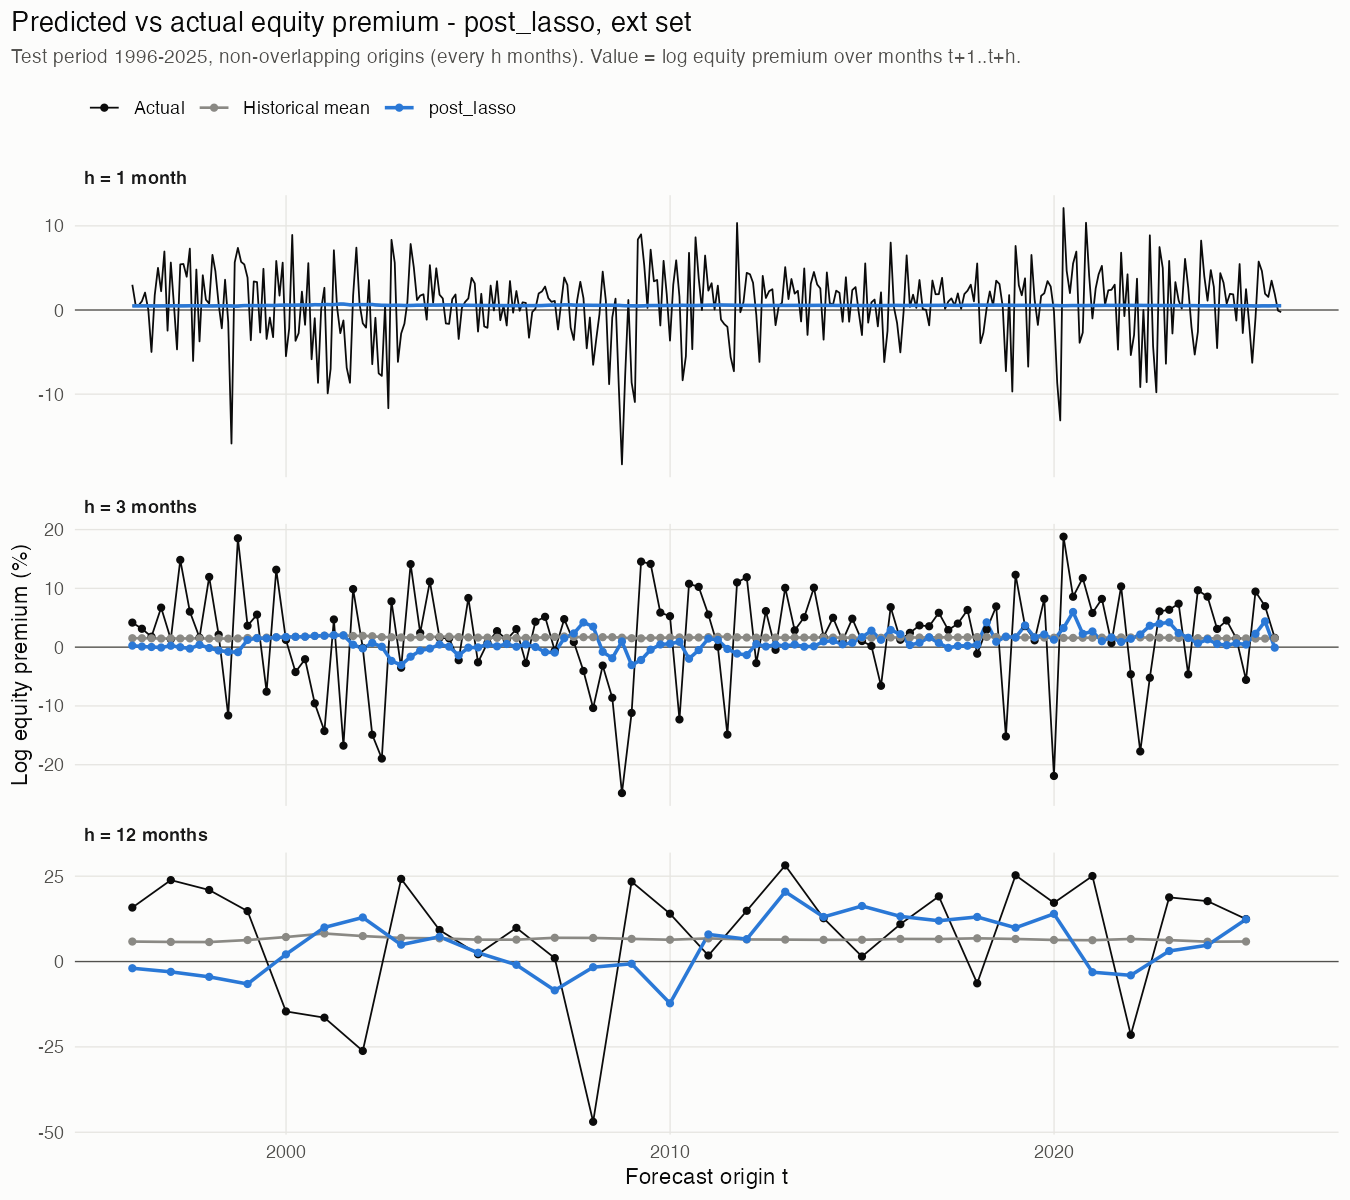 Predicted vs actual equity premium - post_lasso, ext set
Test period 1996-2025, non-overlapping origins (every h months). Value = log equity premium over months t+1..t+h.
Actual Historical mean post_lasso
h = 1 month
10
0
-10
h = 3 months
20
10
0
-10
-20
Log equity premium (%)
h = 12 months
25
0
-25
-50
2000 2010 2020
Forecast origin t